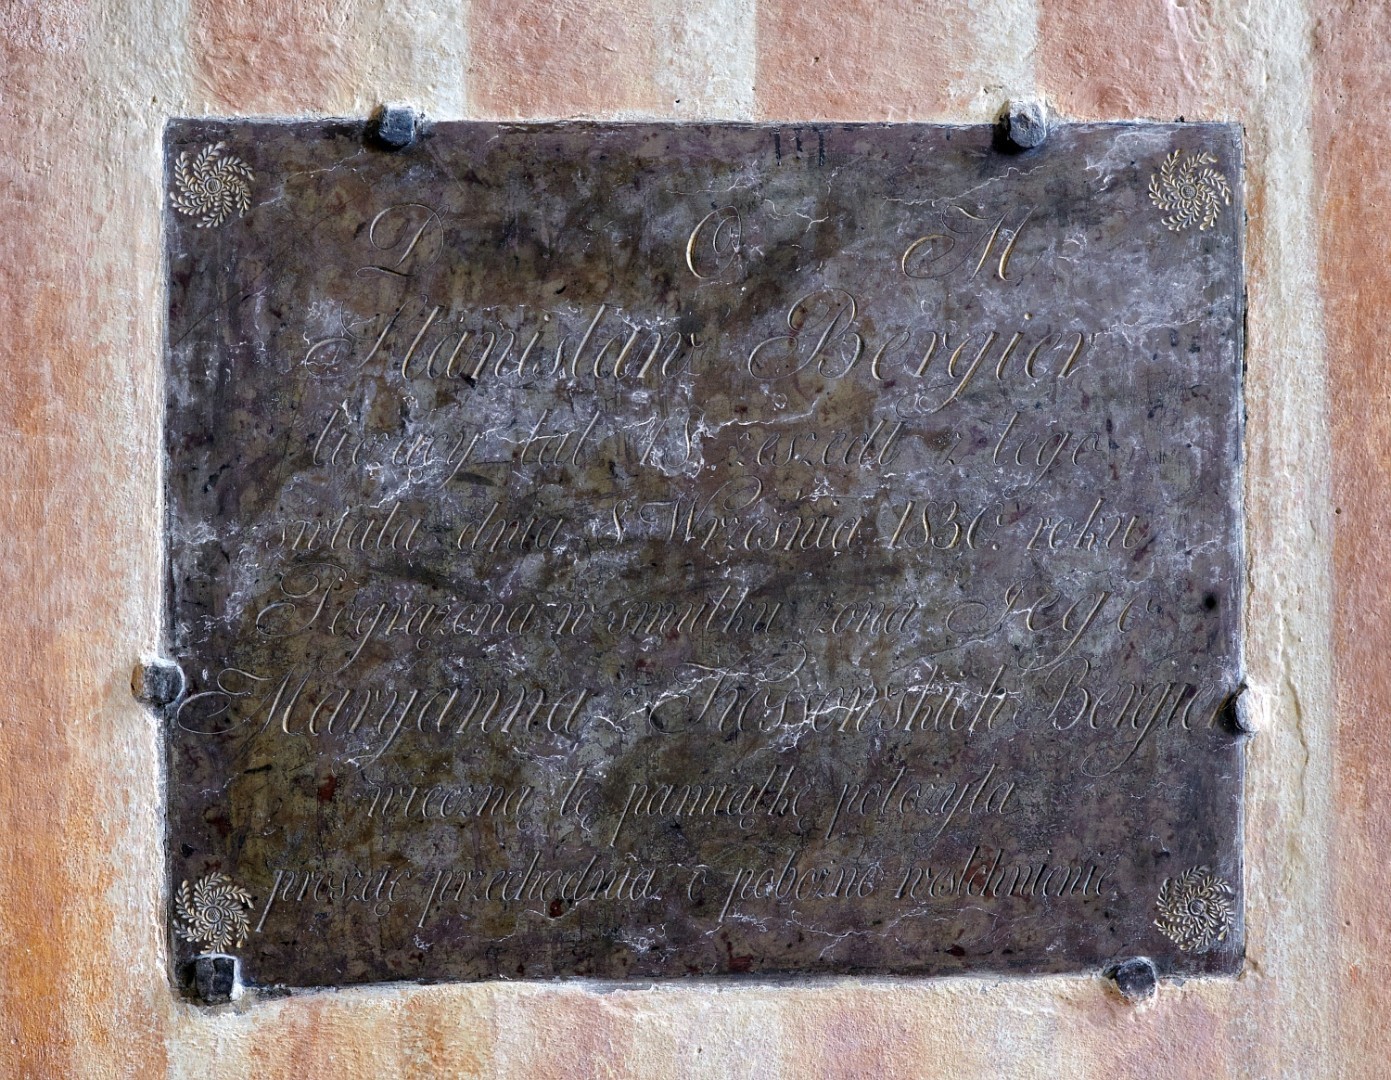 D O M
Stanisław Bergier
liczący lat 48 zeszedł z tego
świata dnia 8 Września 1830 roku
Pogrążona w smutku żona Jego
Maryanna z Kossowskich Bergier
wieczną tę pamiątkę położyła
prosząc przechodnia o pobożne westchnienie